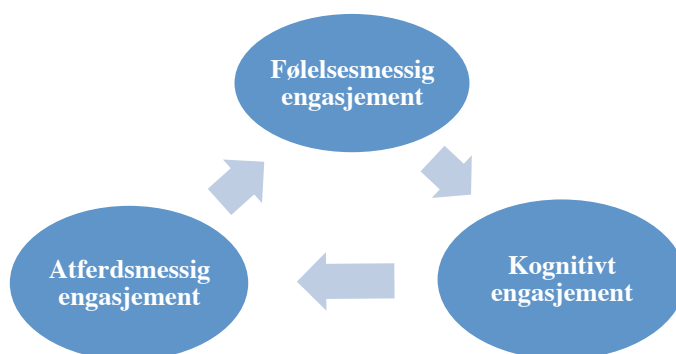 Følelsesmessig
engasjement
Atferdsmessig
engasjement
Kognitivt
engasjement